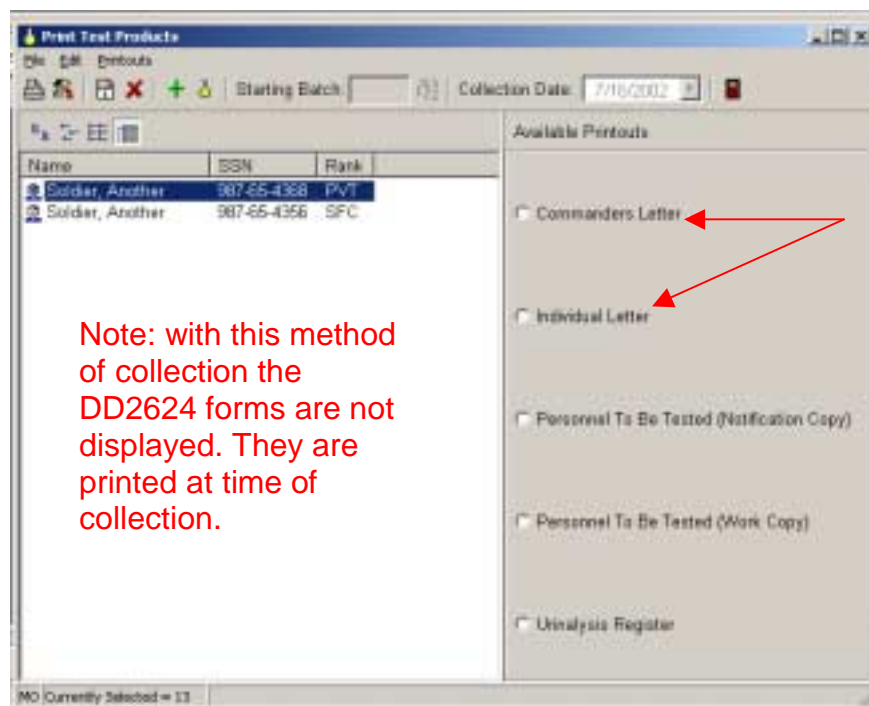 Print Test Products
File Edit Printouts
Starting Batch: Collection Date: 7/16/2002
Available Printouts
Name SSN Rank
Soldier, Another 987-65-4368 PVT
Soldier, Another 987-65-4356 SFC
Commanders Letter
Individual Letter
Note: with this method
of collection the
DD2624 forms are not
displayed. They are
printed at time of
collection.
Personnel To Be Tested (Notification Copy)
Personnel To Be Tested (Work Copy)
Urinalysis Register
MO Currently Selected = 13